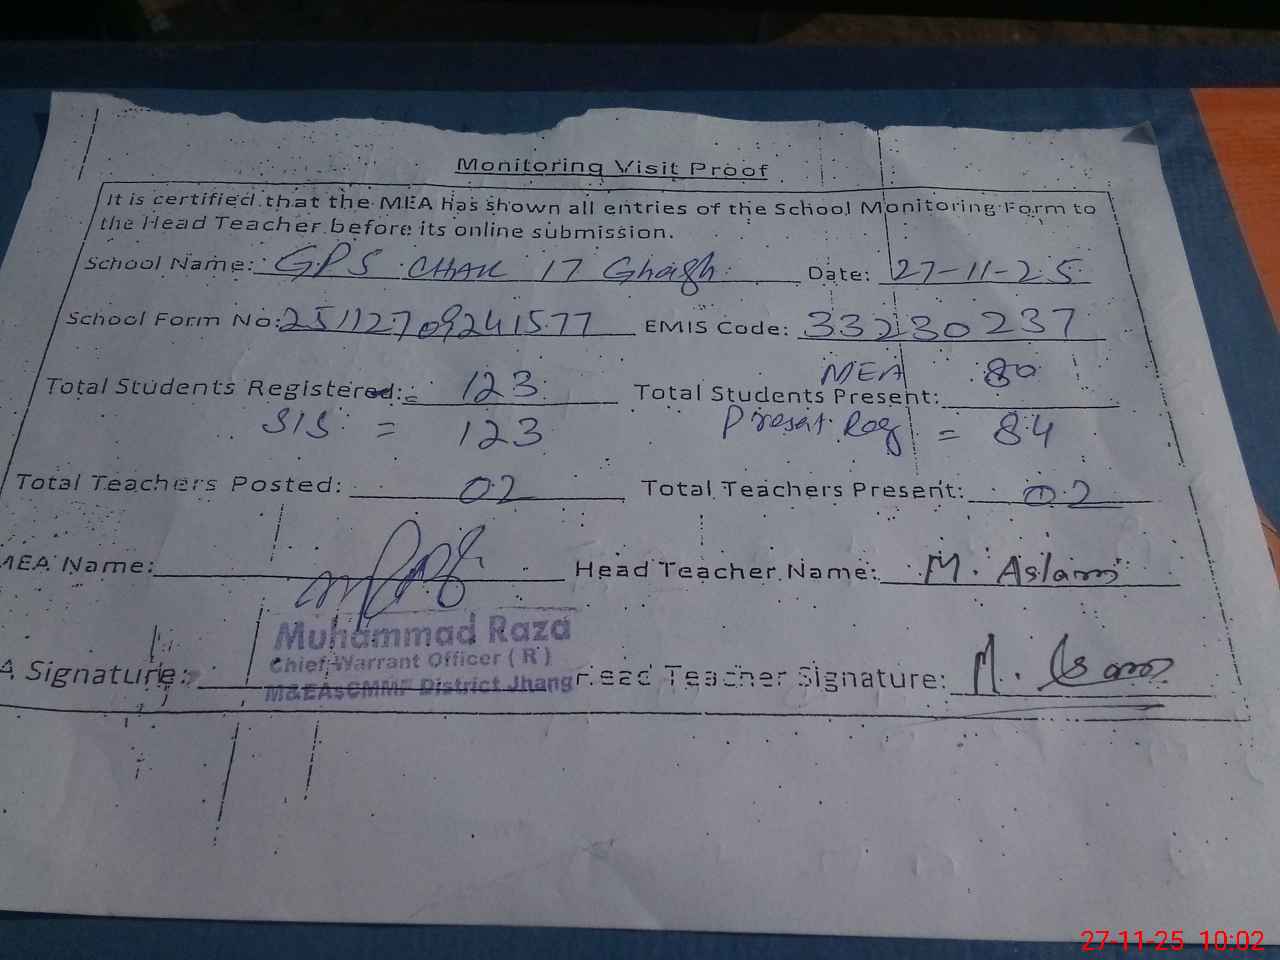 Monitoring Visit Proof
It is certified that the MEA has shown all entries of the School Monitoring Form to
the Head Teacher before its online submission.
School Name: GPS CHAK 17 Ghagh Date: 27-11-25
School Form No: 25112709241577 EMIS Code: 33230237
MEA 80
Total Students Registered: = 123 Total Students Present:
SIS = 123 Present Reg = 84
Total Teachers Posted: 02 Total Teachers Present: 02
MEA Name: Head Teacher Name: M. Aslam
Muhammad Raza
Chief Warrant Officer ( R )
M&EAsCMMF District Jhang
A Signature: Head Teacher Signature: M. Aslam
27-11-25 10:02